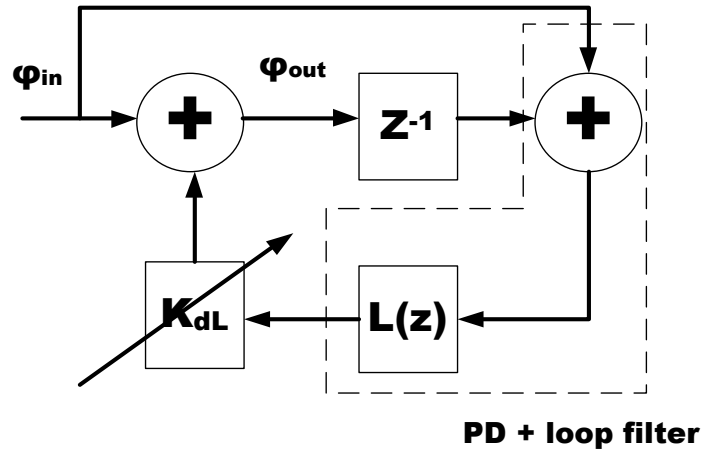 φin
φout
+
Z-1
+
KdL
L(z)
PD + loop filter